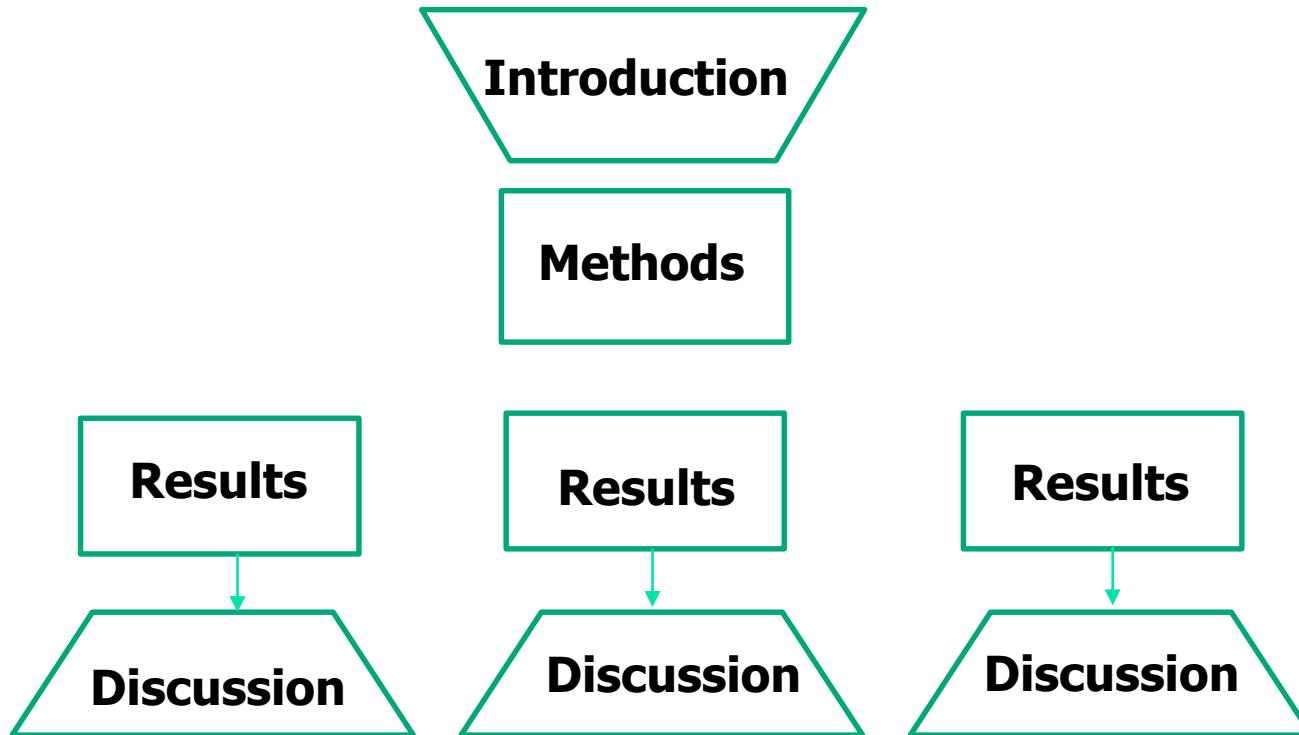 Introduction
Methods
Results
Results
Results
Discussion
Discussion
Discussion